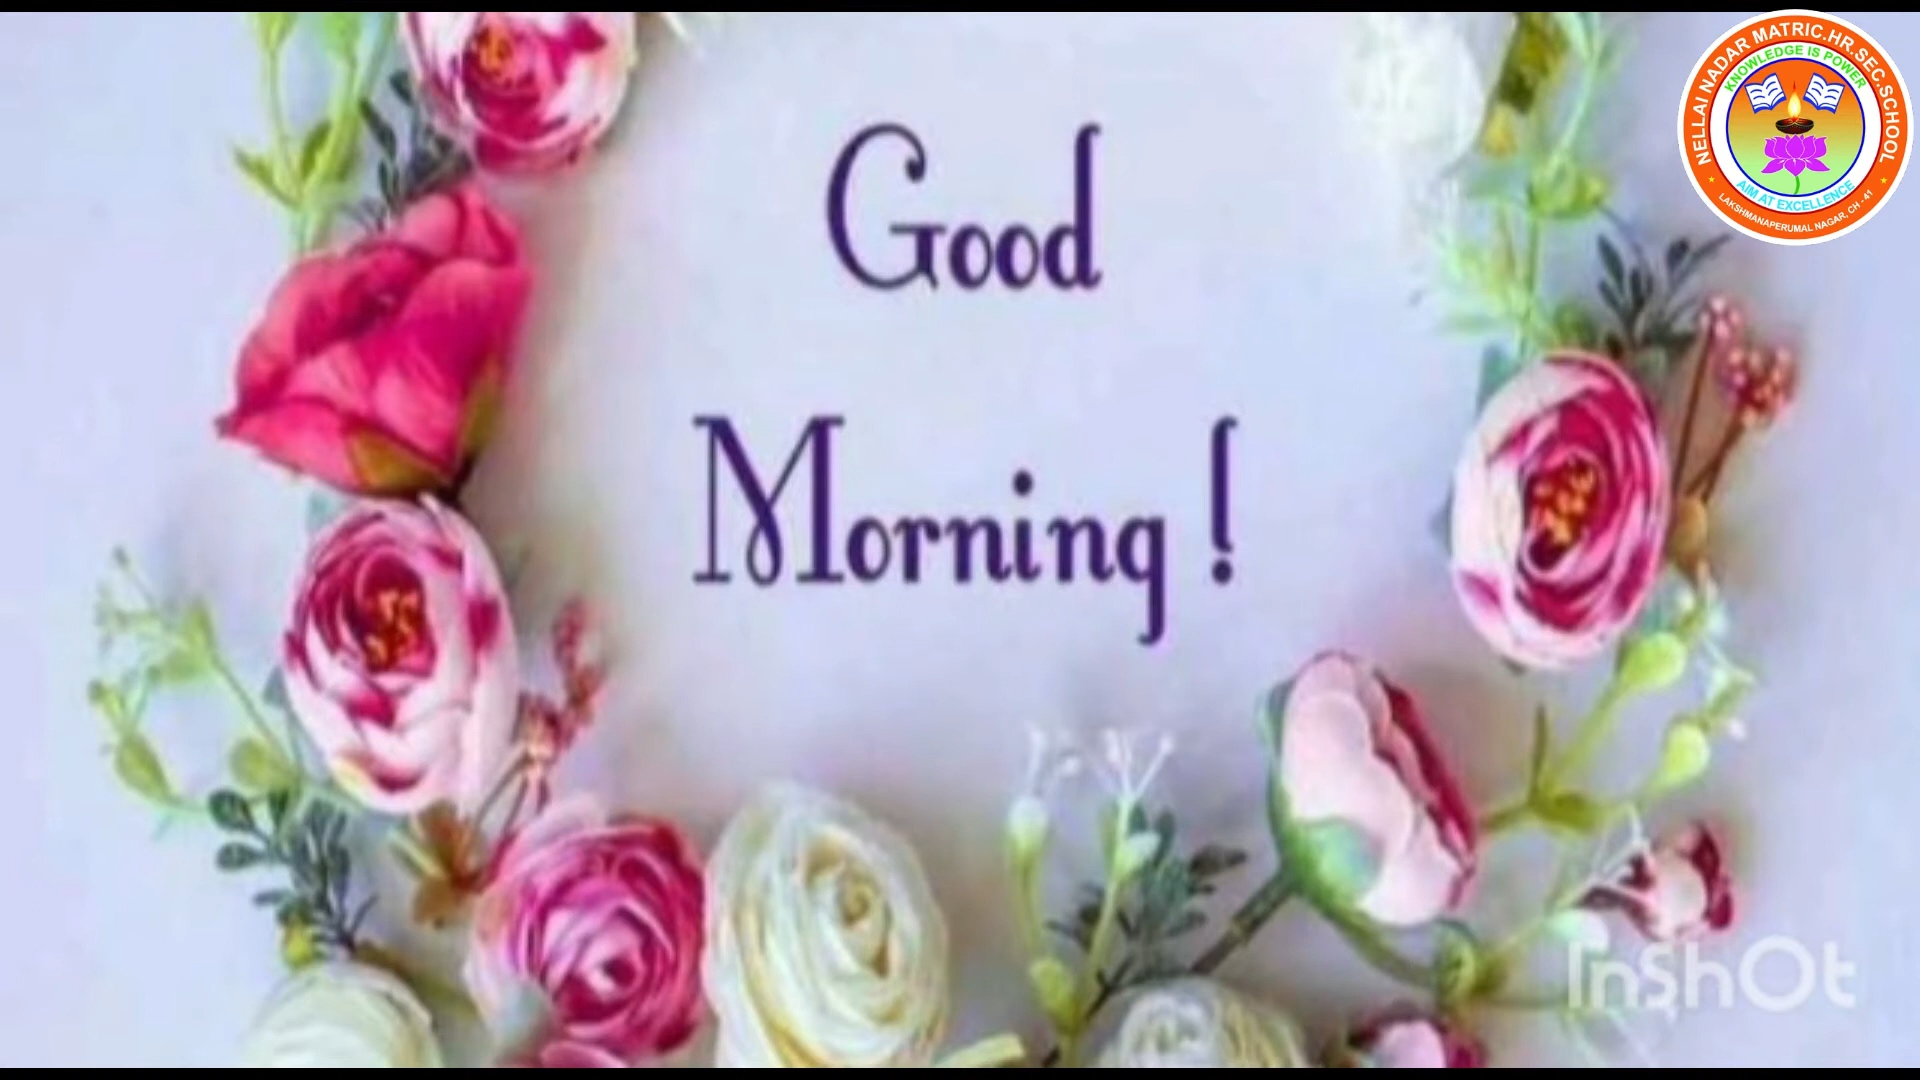 NELLAI NADAR MATRIC.HR.SEC.SCHOOL
KNOWLEDGE IS POWER
AIM AT EXCELLENCE
LAKSHMANAPERUMAL NAGAR, CH - 41
Good
Morning !
InShOt